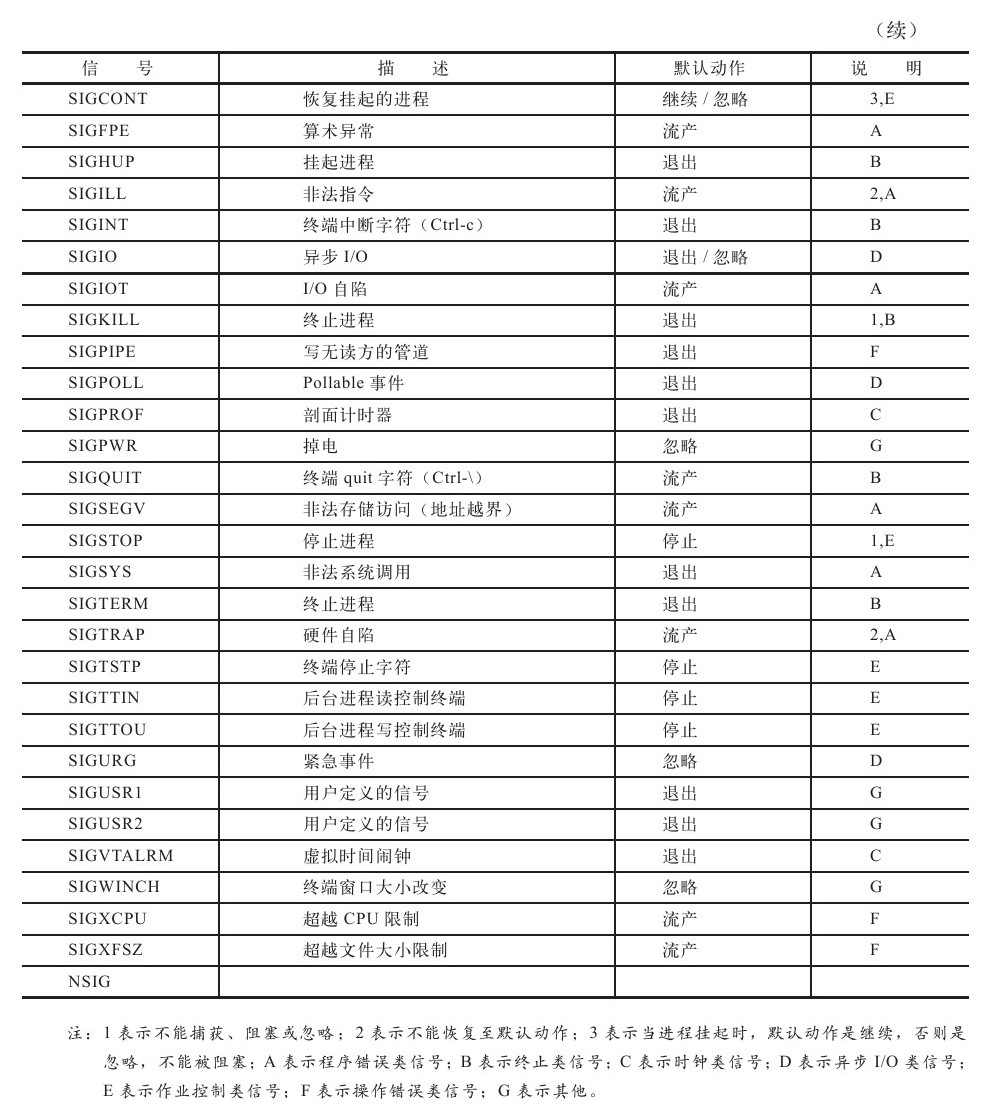 （续）
信　号 描　述 默认动作 说　明
SIGCONT 恢复挂起的进程 继续 / 忽略 3,E
SIGFPE 算术异常 流产 A
SIGHUP 挂起进程 退出 B
SIGILL 非法指令 流产 2,A
SIGINT 终端中断字符（Ctrl-c） 退出 B
SIGIO 异步 I/O 退出 / 忽略 D
SIGIOT I/O 自陷 流产 A
SIGKILL 终止进程 退出 1,B
SIGPIPE 写无读方的管道 退出 F
SIGPOLL Pollable 事件 退出 D
SIGPROF 剖面计时器 退出 C
SIGPWR 掉电 忽略 G
SIGQUIT 终端 quit 字符（Ctrl-\） 流产 B
SIGSEGV 非法存储访问（地址越界） 流产 A
SIGSTOP 停止进程 停止 1,E
SIGSYS 非法系统调用 退出 A
SIGTERM 终止进程 退出 B
SIGTRAP 硬件自陷 流产 2,A
SIGTSTP 终端停止字符 停止 E
SIGTTIN 后台进程读控制终端 停止 E
SIGTTOU 后台进程写控制终端 停止 E
SIGURG 紧急事件 忽略 D
SIGUSR1 用户定义的信号 退出 G
SIGUSR2 用户定义的信号 退出 G
SIGVTALRM 虚拟时间闹钟 退出 C
SIGWINCH 终端窗口大小改变 忽略 G
SIGXCPU 超越 CPU 限制 流产 F
SIGXFSZ 超越文件大小限制 流产 F
NSIG
注：1 表示不能捕获、阻塞或忽略；2 表示不能恢复至默认动作；3 表示当进程挂起时，默认动作是继续，否则是
忽略，不能被阻塞；A 表示程序错误类信号；B 表示终止类信号；C 表示时钟类信号；D 表示异步 I/O 类信号；
E 表示作业控制类信号；F 表示操作错误类信号；G 表示其他。